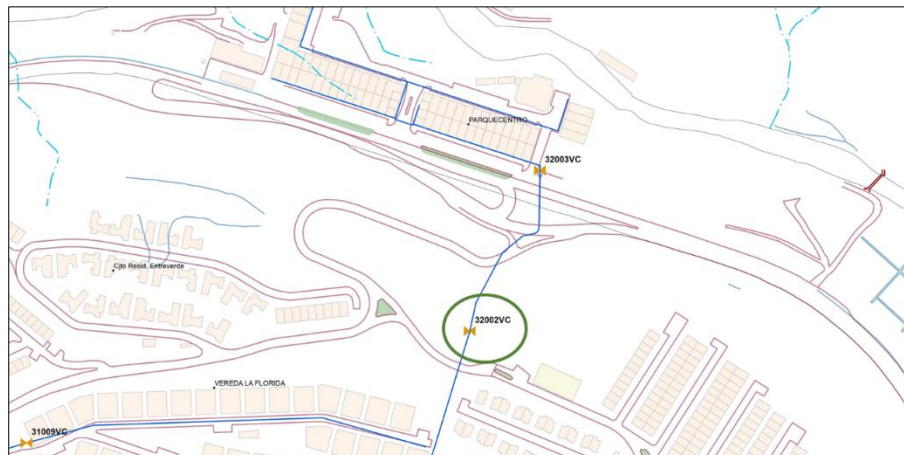 PARQUECENTRO
32003VC
Cjto Resid. Entreverde
32002VC
VEREDA LA FLORIDA
31009VC